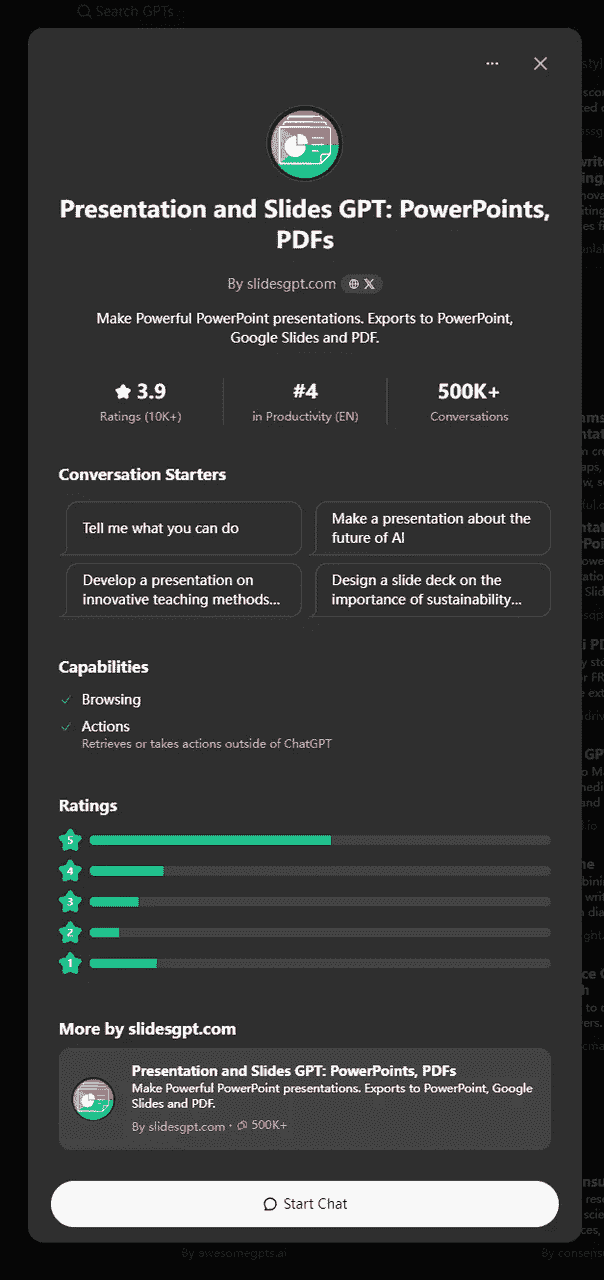 Search GPTs
Presentation and Slides GPT: PowerPoints,
PDFs
By slidesgpt.com
Make Powerful PowerPoint presentations. Exports to PowerPoint,
Google Slides and PDF.
3.9
Ratings (10K+)
#4
in Productivity (EN)
500K+
Conversations
Conversation Starters
Tell me what you can do
Make a presentation about the
future of AI
Develop a presentation on
innovative teaching methods...
Design a slide deck on the
importance of sustainability...
Capabilities
Browsing
Actions
Retrieves or takes actions outside of ChatGPT
Ratings
5
4
3
2
1
More by slidesgpt.com
Presentation and Slides GPT: PowerPoints, PDFs
Make Powerful PowerPoint presentations. Exports to PowerPoint, Google
Slides and PDF.
By slidesgpt.com · 500K+
Start Chat
By awesomegpts.ai